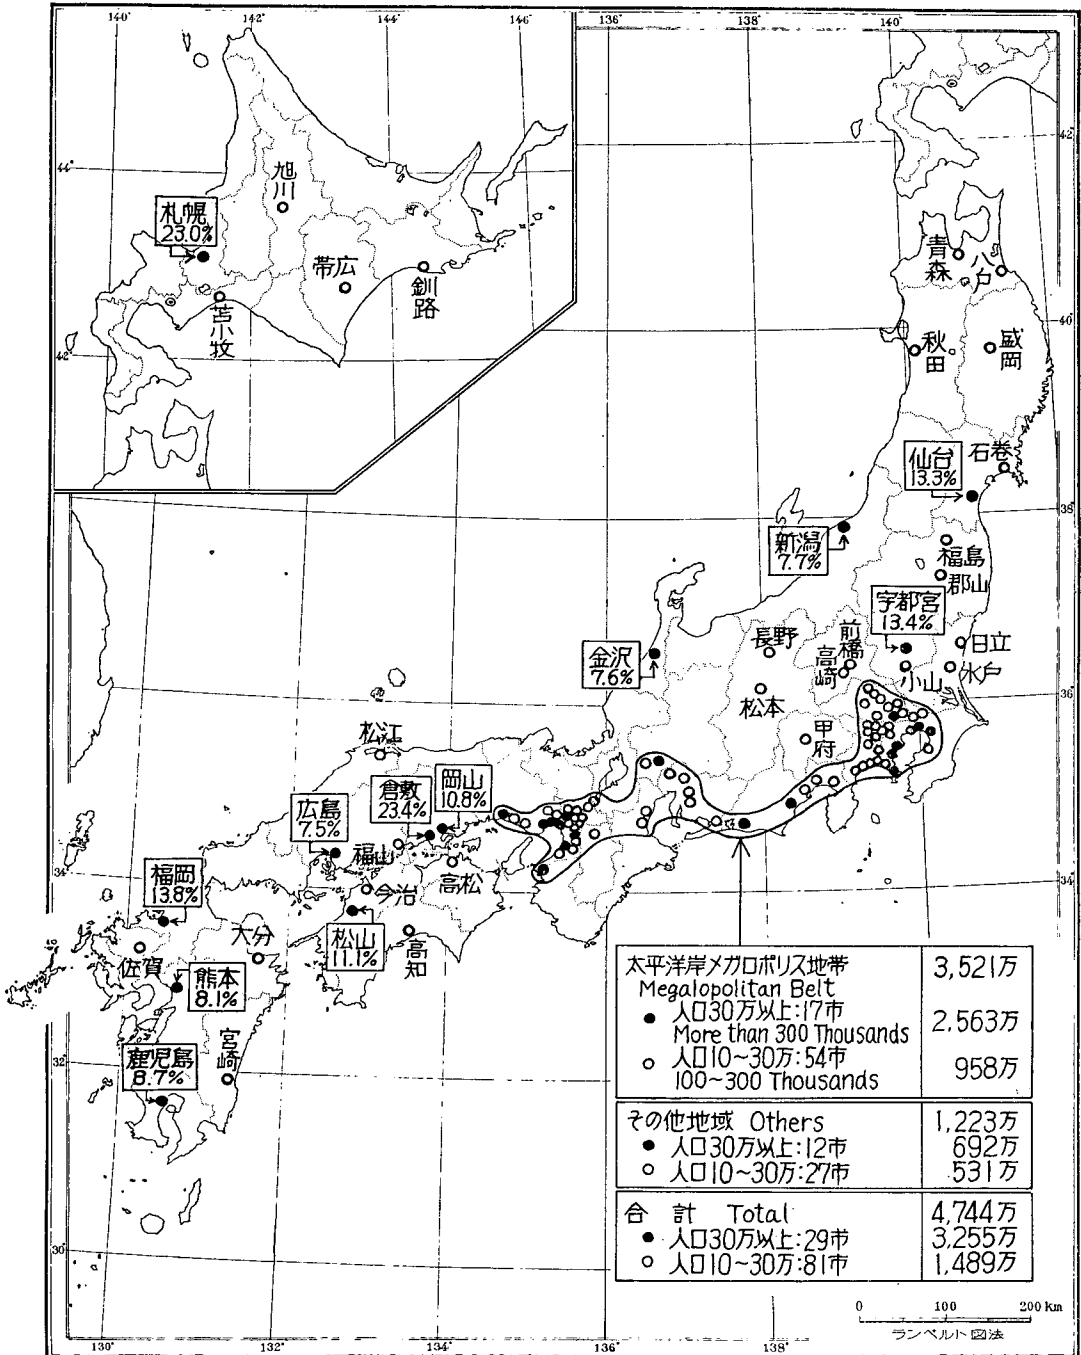 140°
142°
144°
146°
136°
138°
140°
44°
42°
旭川
札幌
23.0%
帯広
釧路
苫小牧
42°
40°
38°
36°
34°
青森
八戸
秋田
盛岡
石巻
仙台
13.3%
新潟
7.7%
福島
郡山
宇都宮
13.4%
日立
水戸
小山
前橋
高崎
長野
松本
甲府
金沢
7.6%
松江
岡山
10.8%
倉敷
23.4%
広島
7.5%
福山
高松
今治
福岡
13.8%
松山
11.1%
高知
大分
佐賀
熊本
8.1%
宮崎
鹿児島
8.7%
34
32
30
130°
132°
134°
136°
138°
太平洋岸メガロポリス地帯 3,521万
Megalopolitan Belt
● 人口30万以上:17市 2,563万
More than 300 Thousands
○ 人口10~30万:54市 958万
100~300 Thousands
その他地域 Others 1,223万
● 人口30万以上:12市 692万
○ 人口10~30万:27市 531万
合計 Total 4,744万
● 人口30万以上:29市 3,255万
○ 人口10~30万:81市 1,489万
0 100 200 km
ランベルト図法